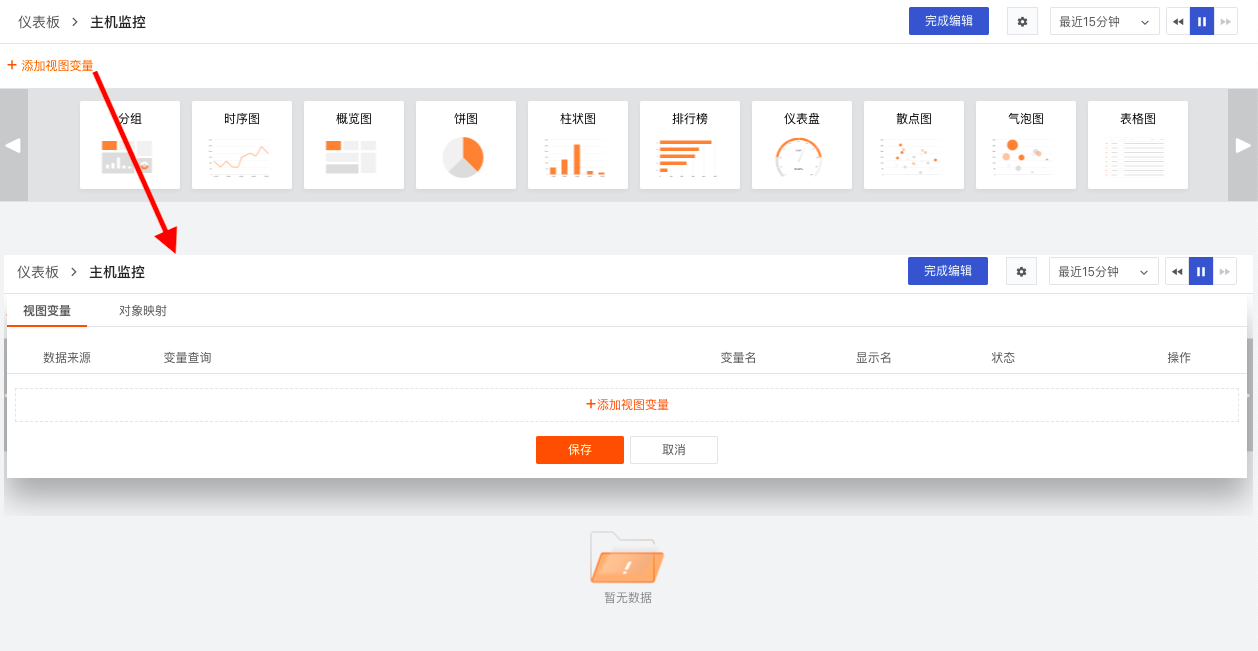 仪表板 > 主机监控 完成编辑 最近15分钟
+ 添加视图变量
分组 时序图 概览图 饼图 柱状图 排行榜 仪表盘 散点图 气泡图 表格图
仪表板 > 主机监控 完成编辑 最近15分钟
视图变量 对象映射
数据来源 变量查询 变量名 显示名 状态 操作
+添加视图变量
保存 取消
暂无数据